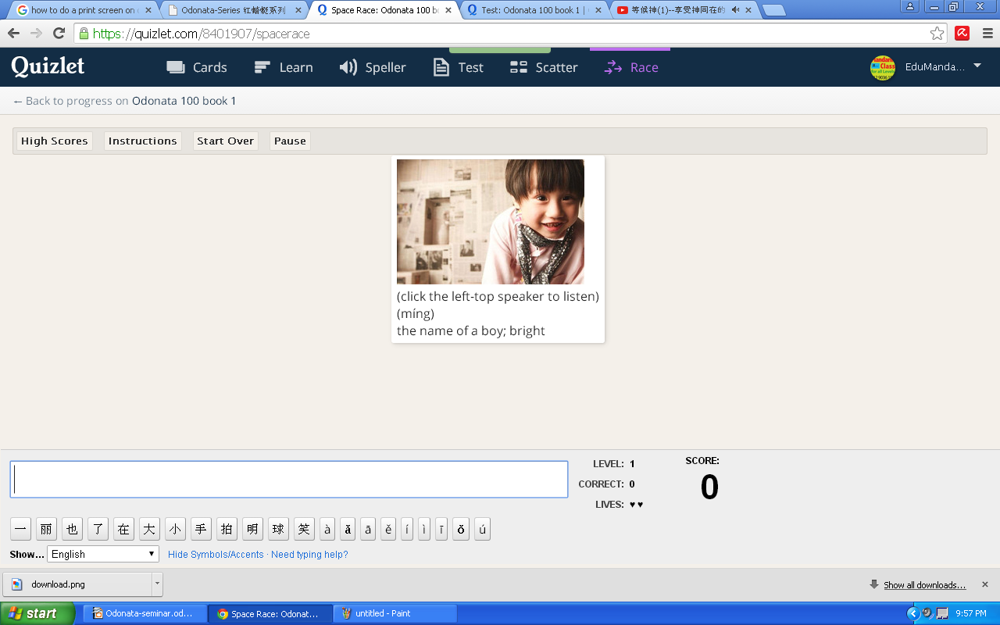 how to do a print screen on
Odonata-Series 红蜻蜓系列
Space Race: Odonata 100 b
Test: Odonata 100 book 1 |
等候神(1)--享受神同在的
https://quizlet.com/8401907/spacerace
Quizlet
Cards
Learn
Speller
Test
Scatter
Race
EduManda...
← Back to progress on Odonata 100 book 1
High Scores
Instructions
Start Over
Pause
(click the left-top speaker to listen)
(míng)
the name of a boy; bright
LEVEL: 1
CORRECT: 0
LIVES: ♥ ♥
SCORE:
0
一 丽 也 了 在 大 小 手 拍 明 球 笑 à ǎ ā ě í ì ī ǒ ú
Show... English
Hide Symbols/Accents · Need typing help?
download.png
Show all downloads...
start
Odonata-seminar.od...
Space Race: Odonat...
untitled - Paint
9:57 PM